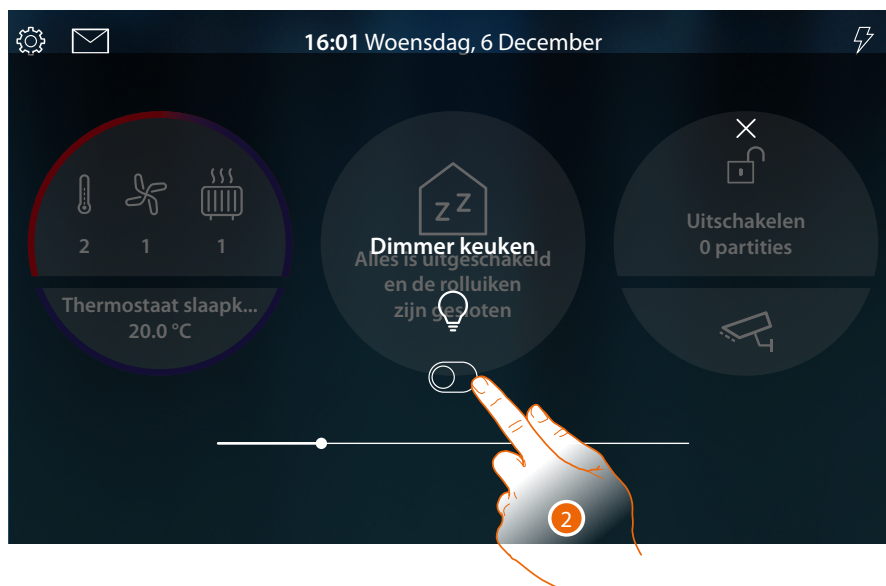 16:01 Woensdag, 6 December
2 1 1
Thermostaat slaapk...
20.0 °C
z Z
Dimmer keuken
Alles is uitgeschakeld
en de rolluiken
zijn gesloten
Uitschakelen
0 partities
2